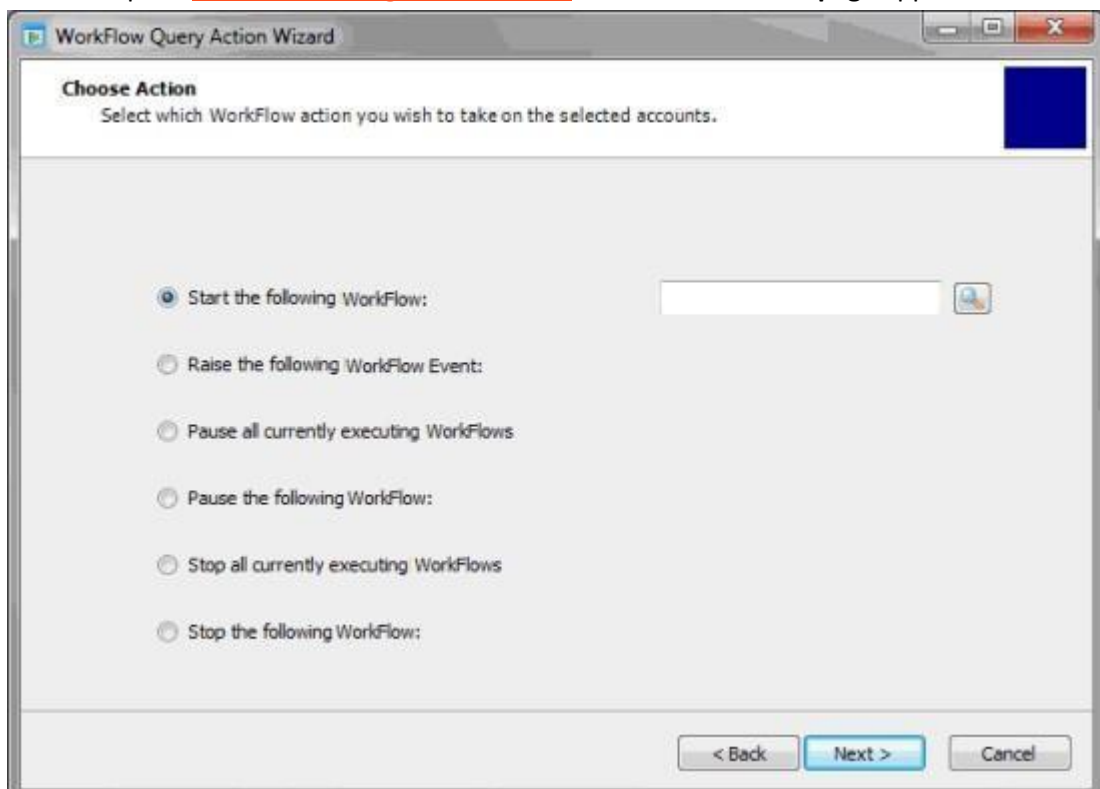 WorkFlow Query Action Wizard
Choose Action
Select which WorkFlow action you wish to take on the selected accounts.
Start the following WorkFlow:
Raise the following WorkFlow Event:
Pause all currently executing WorkFlows
Pause the following WorkFlow:
Stop all currently executing WorkFlows
Stop the following WorkFlow:
< Back Next > Cancel